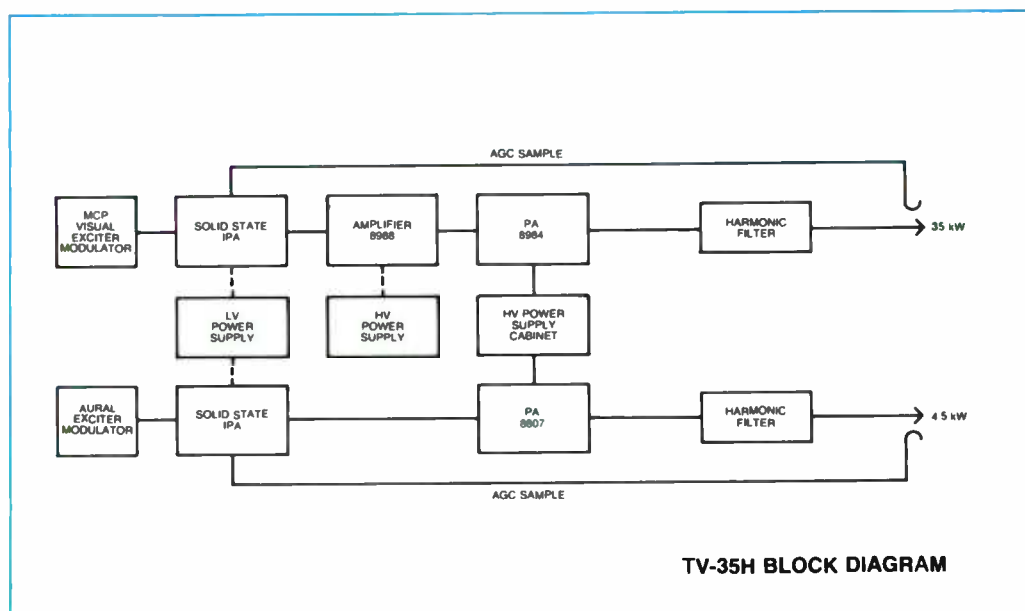 AGC SAMPLE
MCP
VISUAL
EXCITER
MODULATOR
SOLID STATE
IPA
AMPLIFIER
8988
PA
8984
HARMONIC
FILTER
35 kW
LV
POWER
SUPPLY
HV
POWER
SUPPLY
HV POWER
SUPPLY
CABINET
AURAL
EXCITER
MODULATOR
SOLID STATE
IPA
PA
8807
HARMONIC
FILTER
4.5 kW
AGC SAMPLE
TV-35H BLOCK DIAGRAM